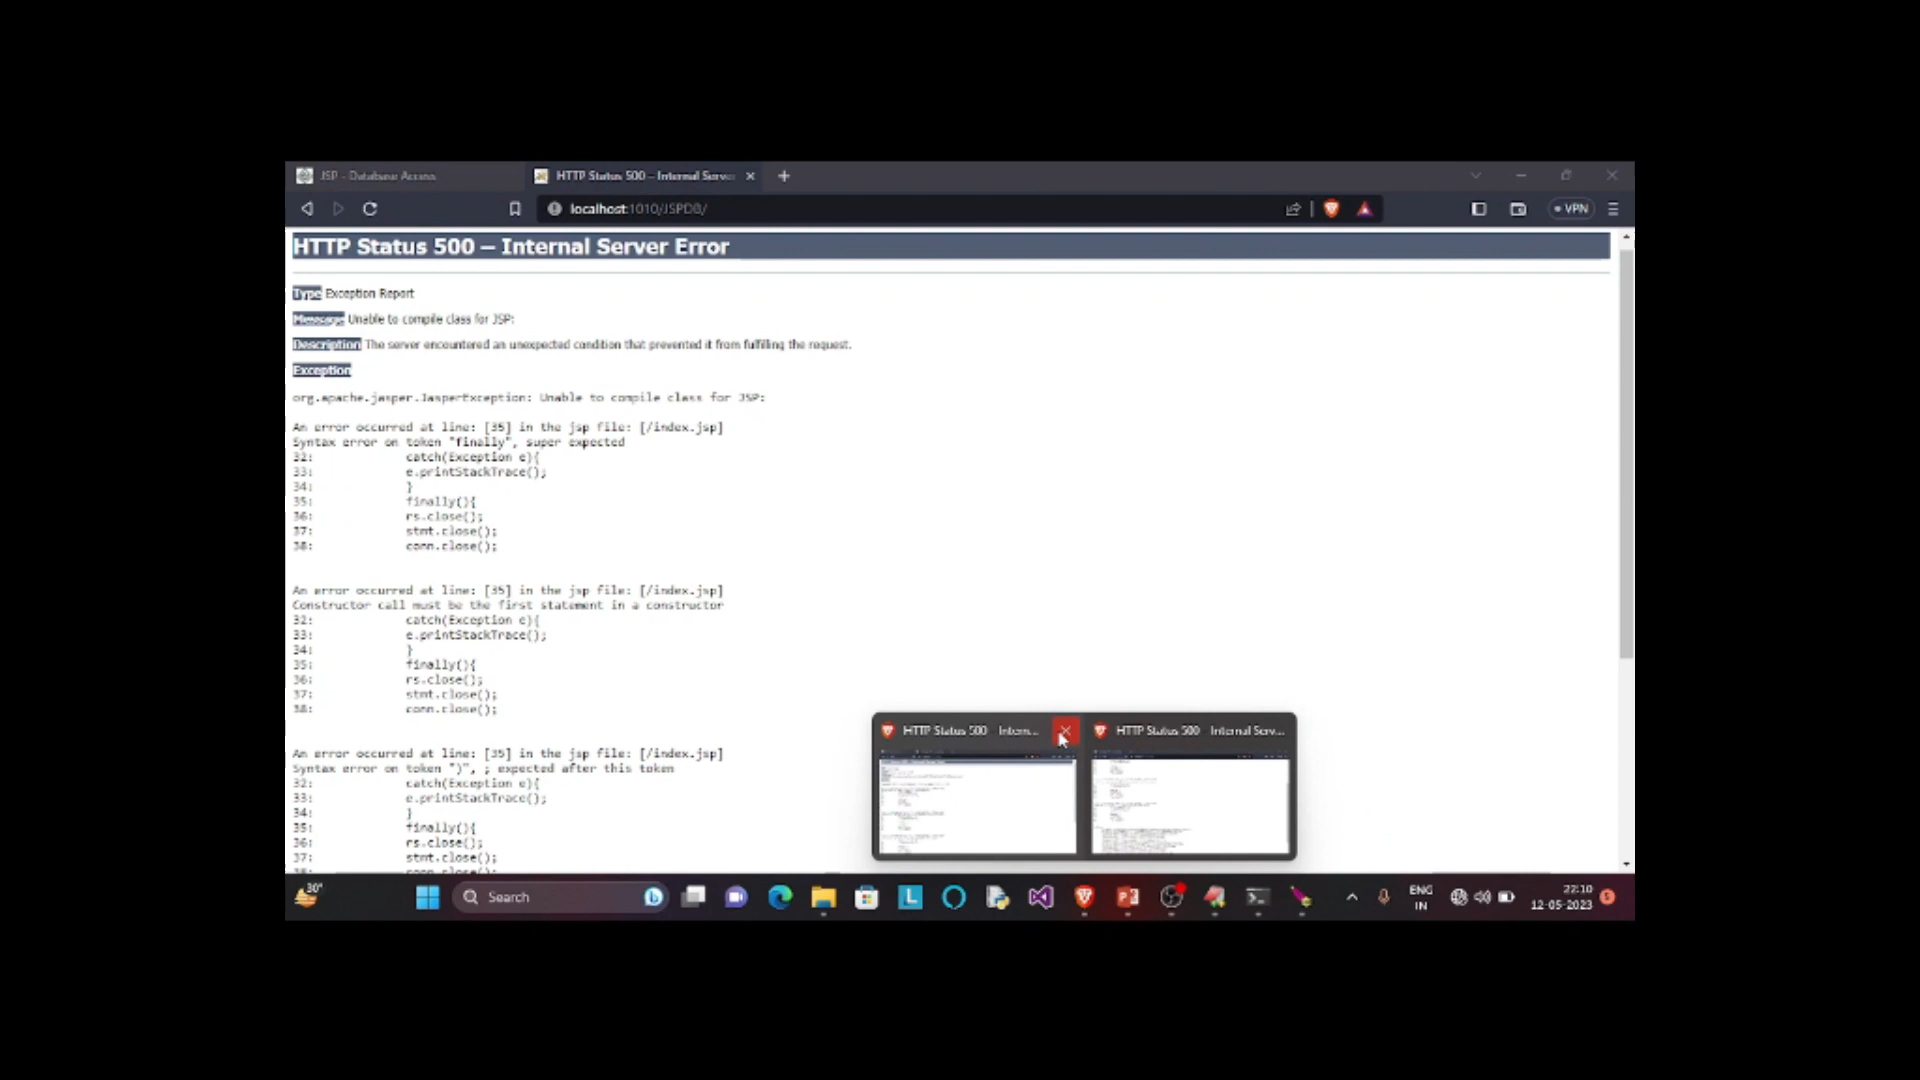 JSP - Database Access
HTTP Status 500 – Internal Serve
localhost:1010/JSPDB/
VPN
HTTP Status 500 – Internal Server Error
Type Exception Report
Message Unable to compile class for JSP:
Description The server encountered an unexpected condition that prevented it from fulfilling the request.
Exception
org.apache.jasper.JasperException: Unable to compile class for JSP:
An error occurred at line: [35] in the jsp file: [/index.jsp]
Syntax error on token "finally", super expected
32: catch(Exception e){
33: e.printStackTrace();
34: }
35: finally(){
36: rs.close();
37: stmt.close();
38: conn.close();
An error occurred at line: [35] in the jsp file: [/index.jsp]
Constructor call must be the first statement in a constructor
32: catch(Exception e){
33: e.printStackTrace();
34: }
35: finally(){
36: rs.close();
37: stmt.close();
38: conn.close();
An error occurred at line: [35] in the jsp file: [/index.jsp]
Syntax error on token ")", ; expected after this token
32: catch(Exception e){
33: e.printStackTrace();
34: }
35: finally(){
36: rs.close();
37: stmt.close();
HTTP Status 500 Intern...
HTTP Status 500 Internal Serv...
30°
Search
ENG
IN
22:10
12-05-2023